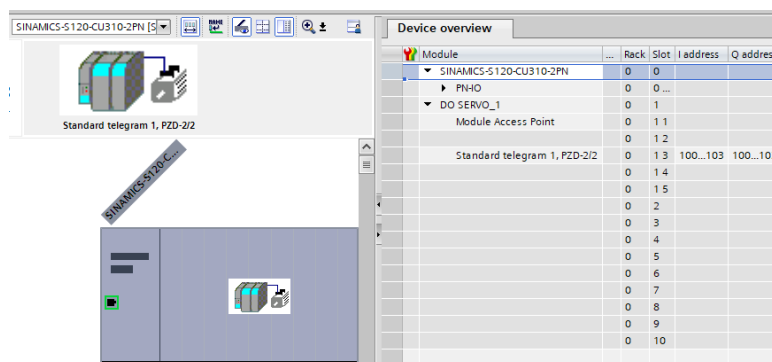 SINAMICS-S120-CU310-2PN [S
Device overview
Standard telegram 1, PZD-2/2
SINAMICS-S120-C...
Module ... Rack Slot I address Q addres
SINAMICS-S120-CU310-2PN 0 0
PN-IO 0 0 ...
DO SERVO_1 0 1
Module Access Point 0 1 1
0 1 2
Standard telegram 1, PZD-2/2 0 1 3 100...103 100...10
0 1 4
0 1 5
0 2
0 3
0 4
0 5
0 6
0 7
0 8
0 9
0 10